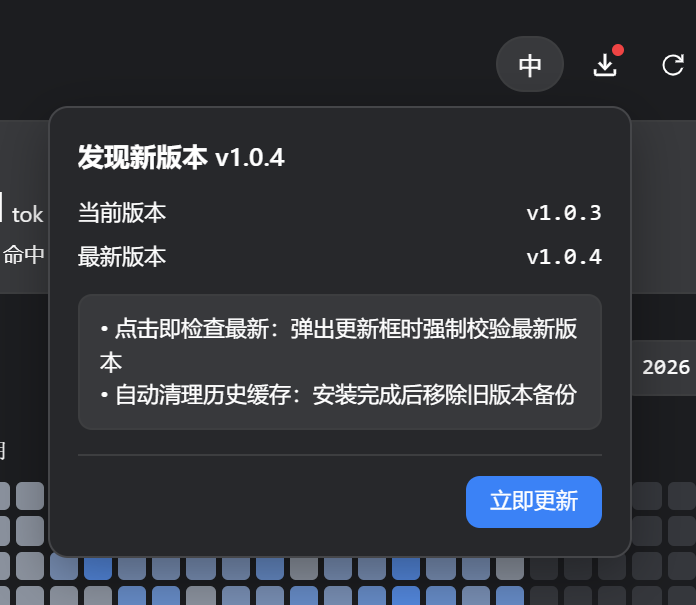 中
发现新版本 v1.0.4
tok
当前版本 v1.0.3
命中
最新版本 v1.0.4
• 点击即检查最新：弹出更新框时强制校验最新版
本
2026
• 自动清理历史缓存：安装完成后移除旧版本备份
立即更新